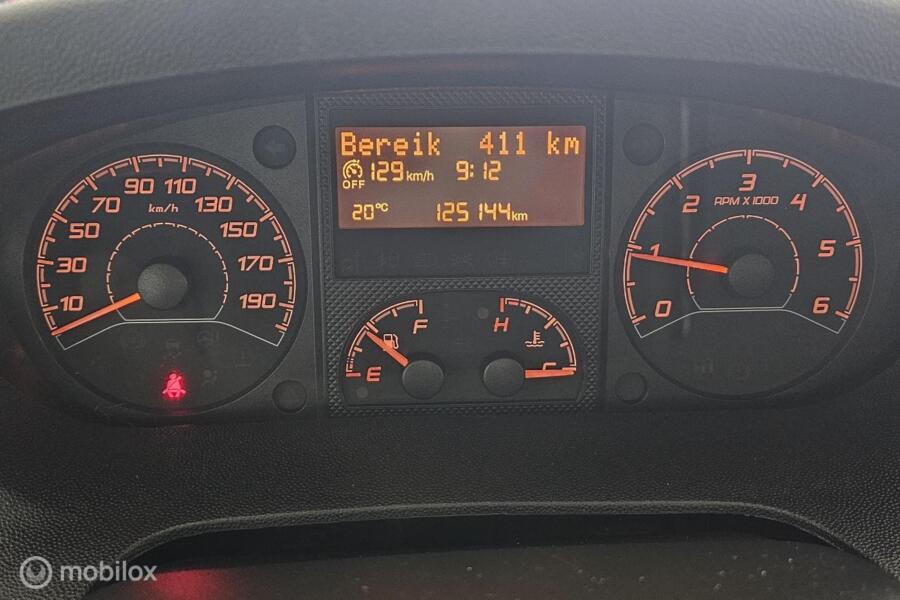 Bereik 411 km
OFF 129 km/h 9:12
20°C 125144 km
10 30 50 70 90 110 130 150 170 190
km/h
F
E
H
C
0 1 2 3 4 5 6
RPM X 1000
mobilox